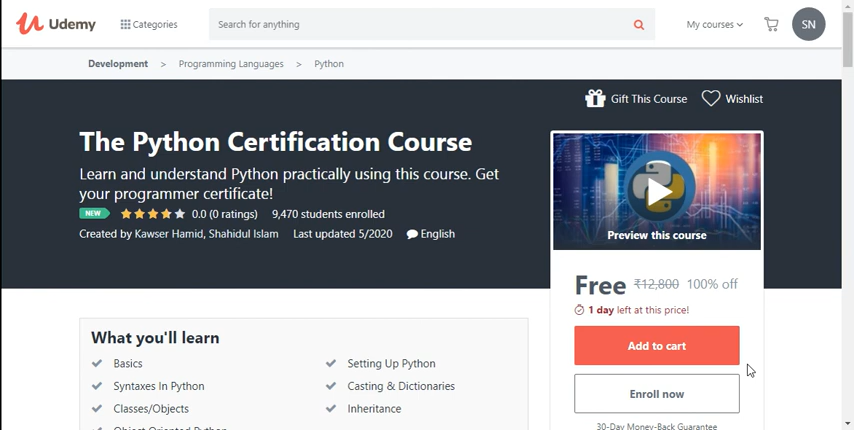 Udemy
Categories
Search for anything
My courses
SN
Development > Programming Languages > Python
Gift This Course
Wishlist
The Python Certification Course
Learn and understand Python practically using this course. Get
your programmer certificate!
NEW
0.0 (0 ratings)
9,470 students enrolled
Created by Kawser Hamid, Shahidul Islam
Last updated 5/2020
English
Preview this course
Free ₹12,800 100% off
1 day left at this price!
Add to cart
Enroll now
30-Day Money-Back Guarantee
What you'll learn
Basics
Setting Up Python
Syntaxes In Python
Casting & Dictionaries
Classes/Objects
Inheritance
Object Oriented Python